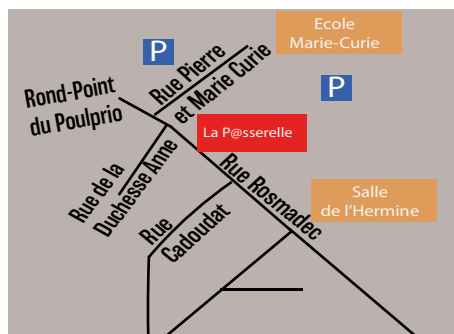 Ecole
Marie-Curie
P
Rue Pierre
et Marie Curie
P
Rond-Point
du Poulprio
La P@sserelle
Rue de la
Duchesse Anne
Rue Rosmadec
Salle
de l'Hermine
Rue
Cadoudat